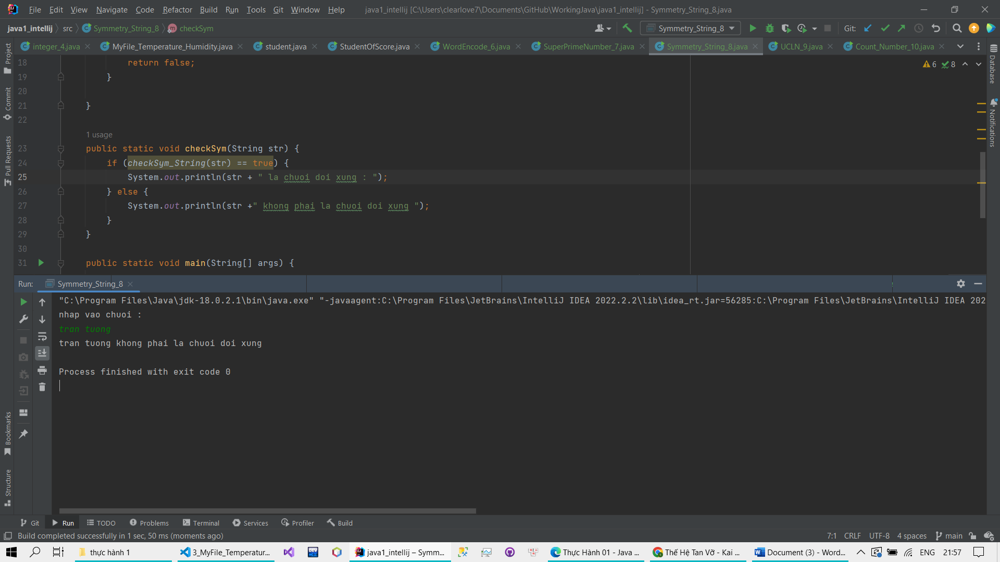 File Edit View Navigate Code Refactor Build Run Tools Git Window Help java1_intellij [C:\Users\clearlove7\Documents\GitHub\WorkingJava\java1_intellij] - Symmetry_String_8.java
java1_intellij src Symmetry_String_8 checkSym Symmetry_String_8 Git:
integer_4.java MyFile_Temperature_Humidity.java student.java StudentOfScore.java WordEncode_6.java SuperPrimeNumber_7.java Symmetry_String_8.java UCLN_9.java Count_Number_10.java
Project
Commit
Pull Requests
Database
Notifications
6 8
18 return false;
19 }
20
21 }
22
1 usage
23 public static void checkSym(String str) {
24 if (checkSym_String(str) == true) {
25 System.out.println(str + " la chuoi doi xung : ");
26 } else {
27 System.out.println(str +" khong phai la chuoi doi xung ");
28 }
29 }
30
31 public static void main(String[] args) {
Run: Symmetry_String_8
"C:\Program Files\Java\jdk-18.0.2.1\bin\java.exe" "-javaagent:C:\Program Files\JetBrains\IntelliJ IDEA 2022.2.2\lib\idea_rt.jar=56285:C:\Program Files\JetBrains\IntelliJ IDEA 202
nhap vao chuoi :
tran tuong
tran tuong khong phai la chuoi doi xung
Process finished with exit code 0
Bookmarks
Structure
Git Run TODO Problems Terminal Services Profiler Build
Build completed successfully in 1 sec, 50 ms (moments ago) 7:1 CRLF UTF-8 4 spaces main
thực hành 1 3_MyFile_Temperatur... DEV java1_intellij – Symm... Thực Hành 01 - Java ... Thế Hệ Tan Vỡ - Kai ... Document (3) - Word... ENG 21:57